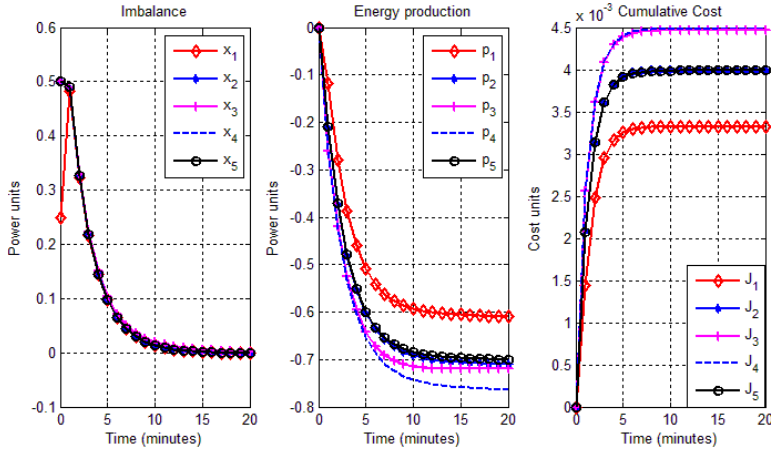 Imbalance
0.6
0.5
0.4
0.3
0.2
0.1
0
-0.1
0 5 10 15 20
Time (minutes)
Power units
x1
x2
x3
x4
x5
Energy production
0
-0.1
-0.2
-0.3
-0.4
-0.5
-0.6
-0.7
-0.8
0 5 10 15 20
Time (minutes)
Power units
p1
p2
p3
p4
p5
Cumulative Cost
x 10-3
4.5
4
3.5
3
2.5
2
1.5
1
0.5
0
0 5 10 15 20
Time (minutes)
Cost units
J1
J2
J3
J4
J5